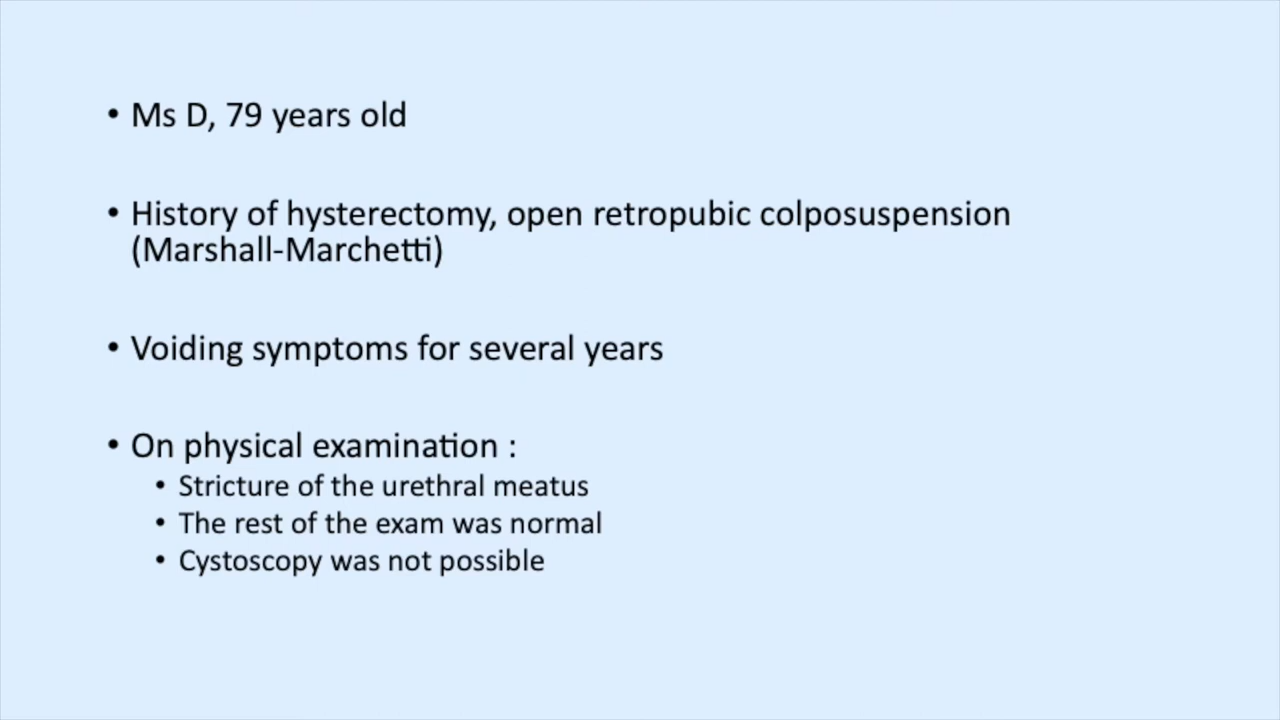 • Ms D, 79 years old
• History of hysterectomy, open retropubic colposuspension
(Marshall-Marchetti)
• Voiding symptoms for several years
• On physical examination :
• Stricture of the urethral meatus
• The rest of the exam was normal
• Cystoscopy was not possible